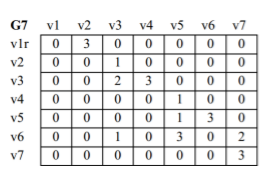 G7 v1 v2 v3 v4 v5 v6 v7
v1r 0 3 0 0 0 0 0
v2 0 0 1 0 0 0 0
v3 0 0 2 3 0 0 0
v4 0 0 0 0 1 0 0
v5 0 0 0 0 1 3 0
v6 0 0 1 0 3 0 2
v7 0 0 0 0 0 0 3